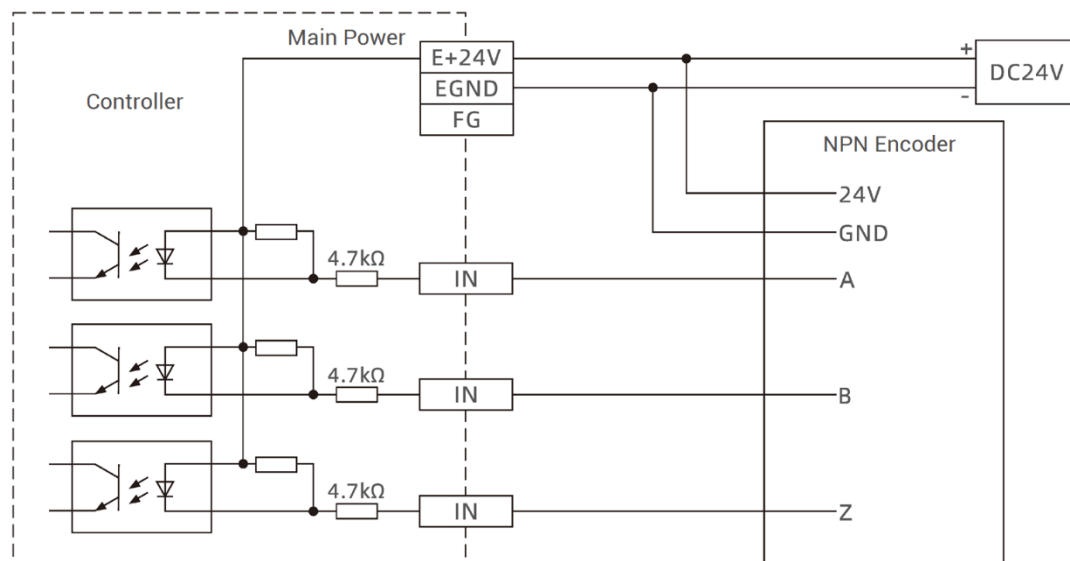 Main Power
E+24V
EGND
FG
+
-
DC24V
Controller
NPN Encoder
24V
GND
4.7kΩ
IN
A
4.7kΩ
IN
B
4.7kΩ
IN
Z